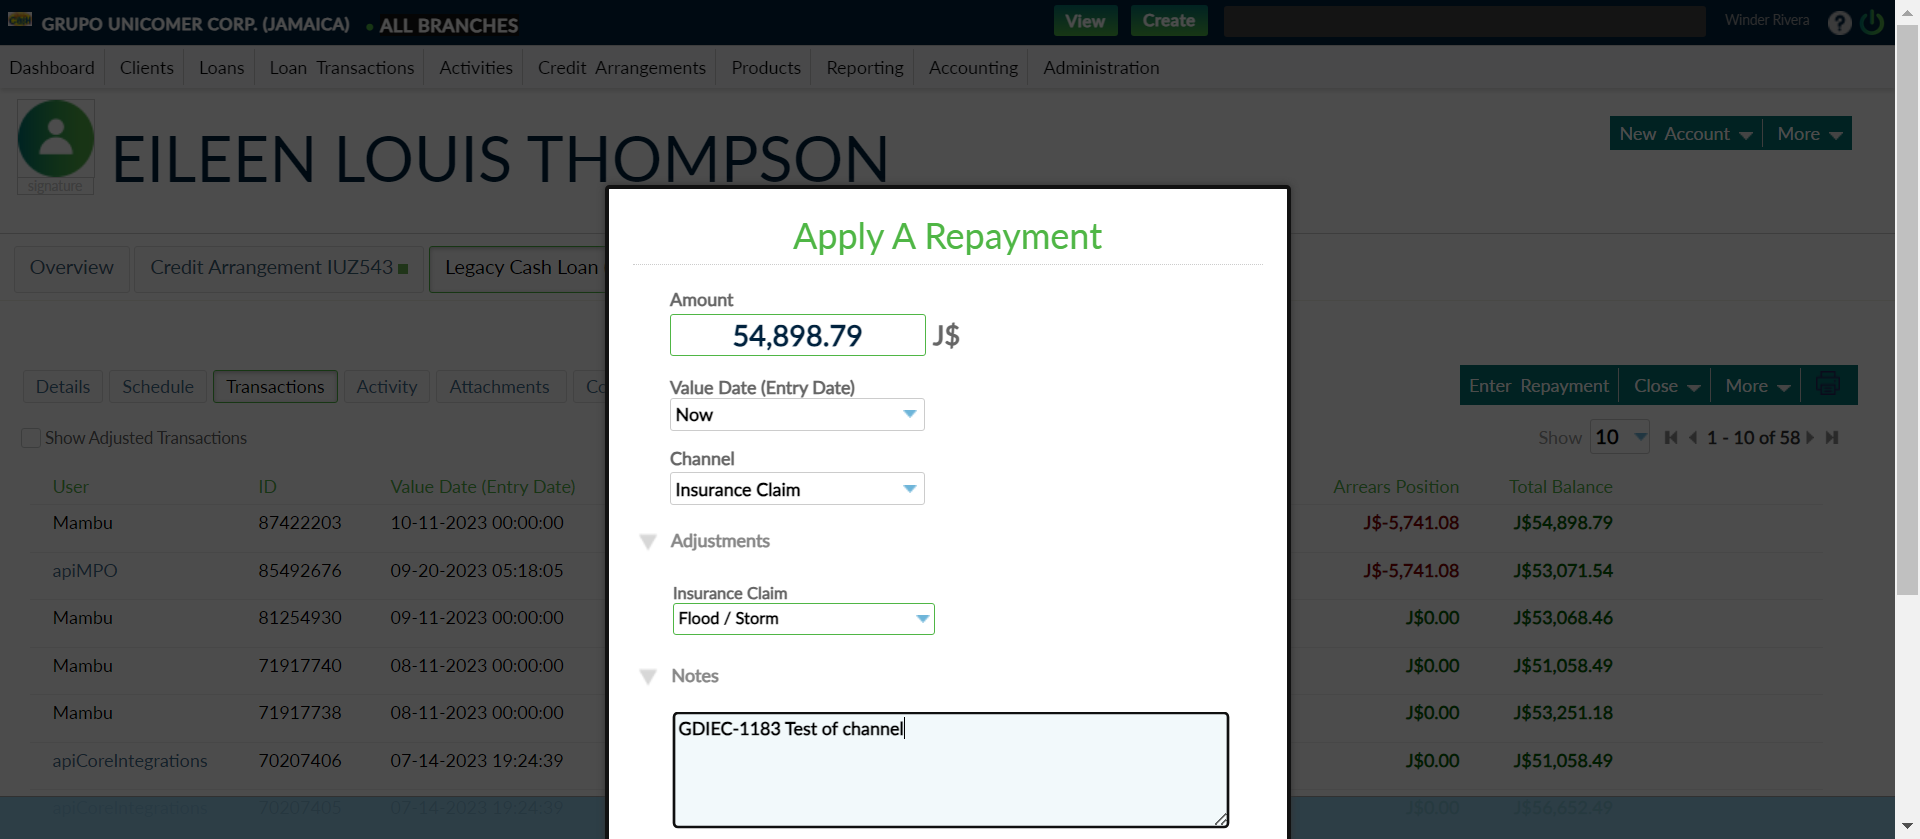 GRUPO UNICOMER CORP. (JAMAICA) ALL BRANCHES View Create Winder Rivera ?
Dashboard Clients Loans Loan Transactions Activities Credit Arrangements Products Reporting Accounting Administration
EILEEN LOUIS THOMPSON
New Account More
signature
Apply A Repayment
Overview Credit Arrangement IUZ543 Legacy Cash Loan
Amount
54,898.79 J$
Value Date (Entry Date)
Now
Channel
Insurance Claim
Adjustments
Insurance Claim
Flood / Storm
Notes
GDIEC-1183 Test of channel
Details Schedule Transactions Activity Attachments Co
Enter Repayment Close More
Show Adjusted Transactions
Show 10 1 - 10 of 58
User ID Value Date (Entry Date) Arrears Position Total Balance
Mambu 87422203 10-11-2023 00:00:00 J$-5,741.08 J$54,898.79
apiMPO 85492676 09-20-2023 05:18:05 J$-5,741.08 J$53,071.54
Mambu 81254930 09-11-2023 00:00:00 J$0.00 J$53,068.46
Mambu 71917740 08-11-2023 00:00:00 J$0.00 J$51,058.49
Mambu 71917738 08-11-2023 00:00:00 J$0.00 J$53,251.18
apiCoreIntegrations 70207406 07-14-2023 19:24:39 J$0.00 J$51,058.49
apiCoreIntegrations 70207405 07-14-2023 19:24:39 J$0.00 J$56,652.49